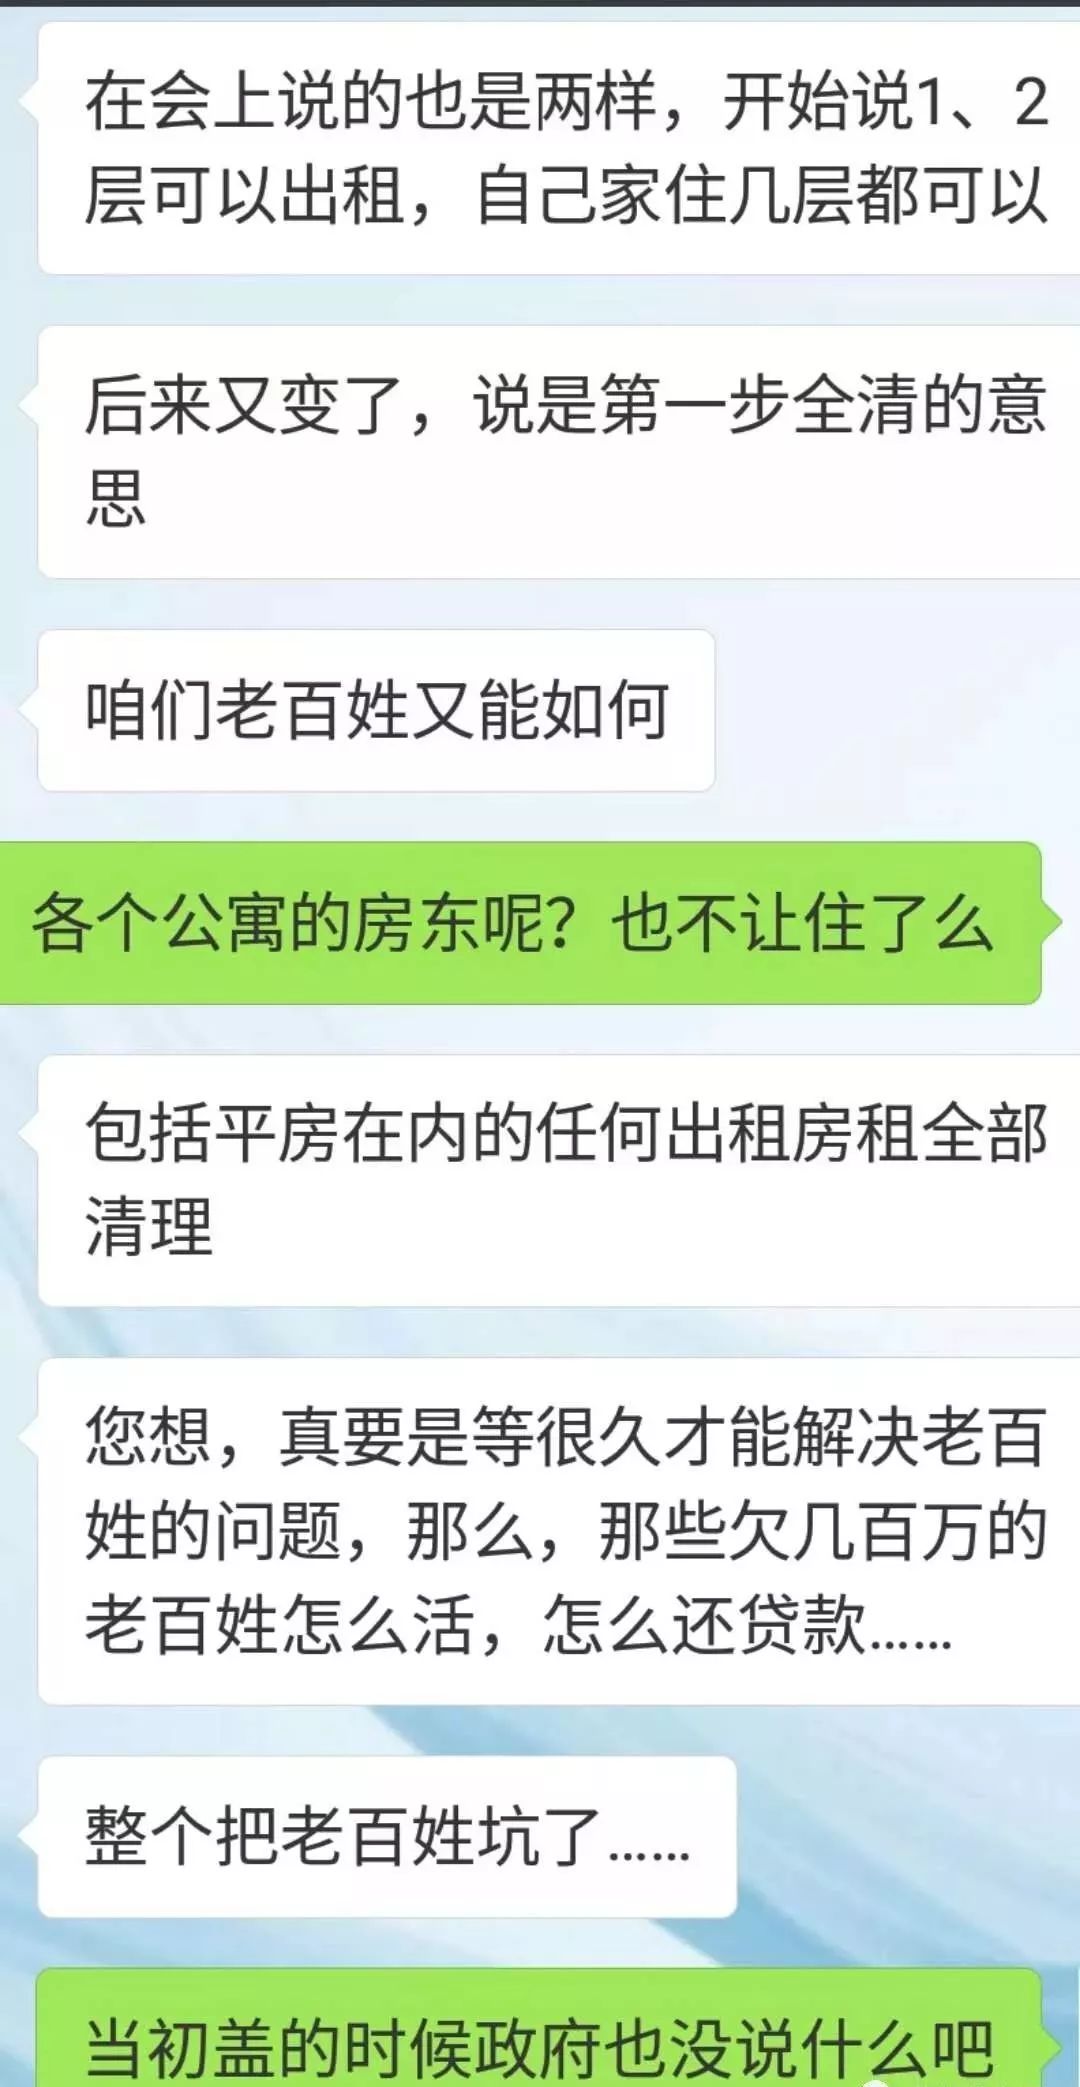 在会上说的也是两样，开始说1、2
层可以出租，自己家住几层都可以
后来又变了，说是第一步全清的意
思
咱们老百姓又能如何
各个公寓的房东呢？也不让住了么
包括平房在内的任何出租房租全部
清理
您想，真要是等很久才能解决老百
姓的问题，那么，那些欠几百万的
老百姓怎么活，怎么还贷款......
整个把老百姓坑了......
当初盖的时候政府也没说什么吧